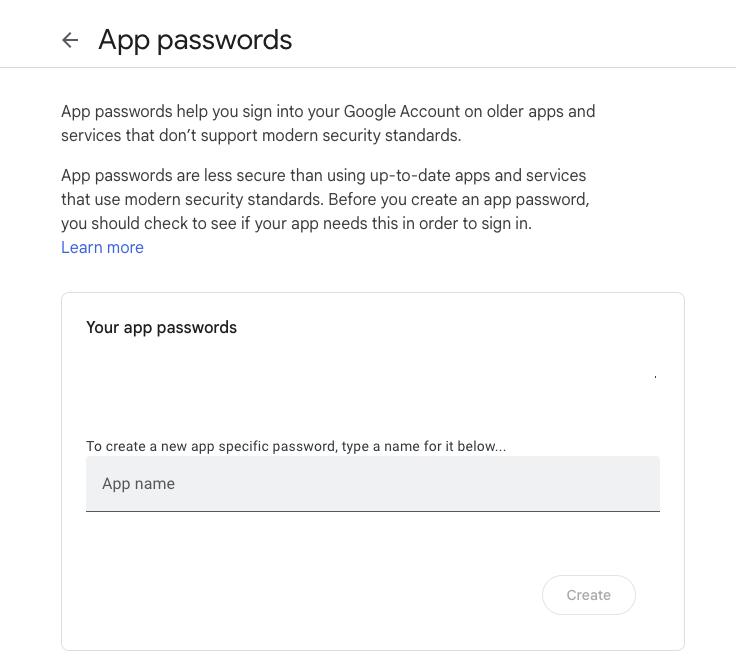 App passwords
App passwords help you sign into your Google Account on older apps and
services that don’t support modern security standards.
App passwords are less secure than using up-to-date apps and services
that use modern security standards. Before you create an app password,
you should check to see if your app needs this in order to sign in.
Learn more
Your app passwords
To create a new app specific password, type a name for it below...
App name
Create